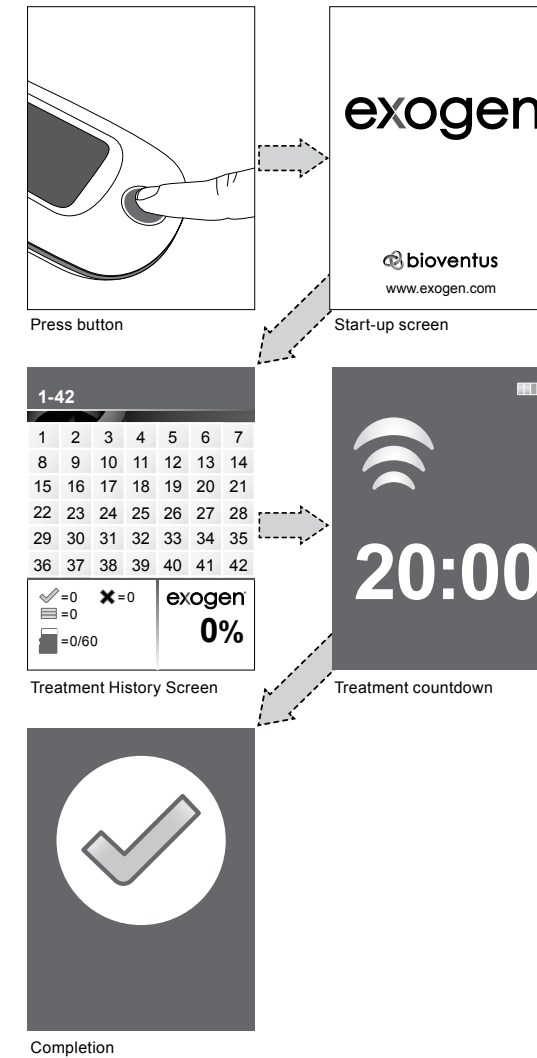 exogen
bioventus
www.exogen.com
Press button
Start-up screen
1-42
1 2 3 4 5 6 7
8 9 10 11 12 13 14
15 16 17 18 19 20 21
22 23 24 25 26 27 28
29 30 31 32 33 34 35
36 37 38 39 40 41 42
=0 =0
=0
=0/60
exogen
0%
20:00
Treatment History Screen
Treatment countdown
Completion